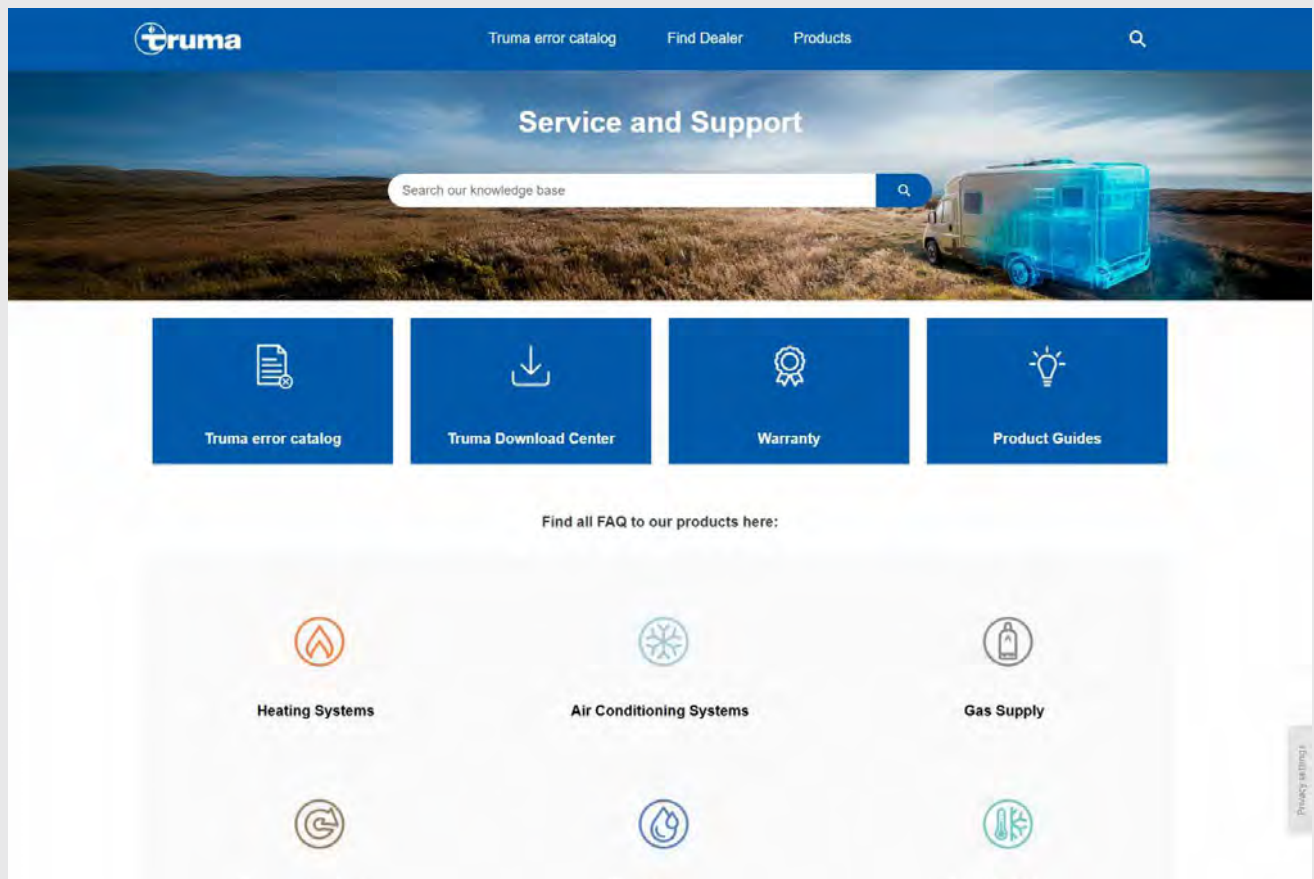 truma
Truma error catalog Find Dealer Products
Service and Support
Search our knowledge base
Truma error catalog Truma Download Center Warranty Product Guides
Find all FAQ to our products here:
Heating Systems Air Conditioning Systems Gas Supply
Privacy settings